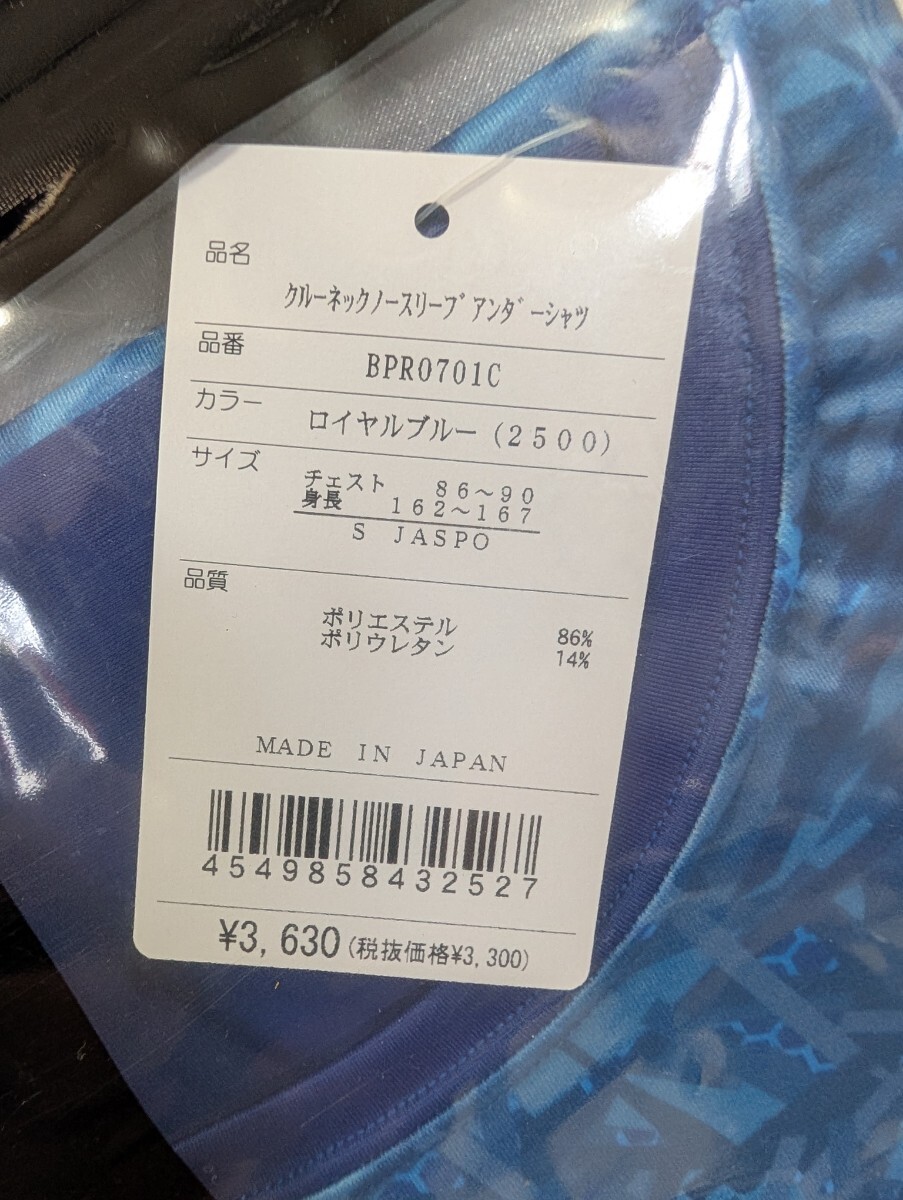 品名
ｸﾙｰﾈｯｸﾉｰｽﾘｰﾌﾞｱﾝﾀﾞｰｼｬﾂ
品番 BPR0701C
カラー ロイヤルブルー(2500)
サイズ チェスト 86～90
身長 162～167
S JASPO
品質
ポリエステル 86%
ポリウレタン 14%
MADE IN JAPAN
4549858432527
¥3,630(税抜価格¥3,300)